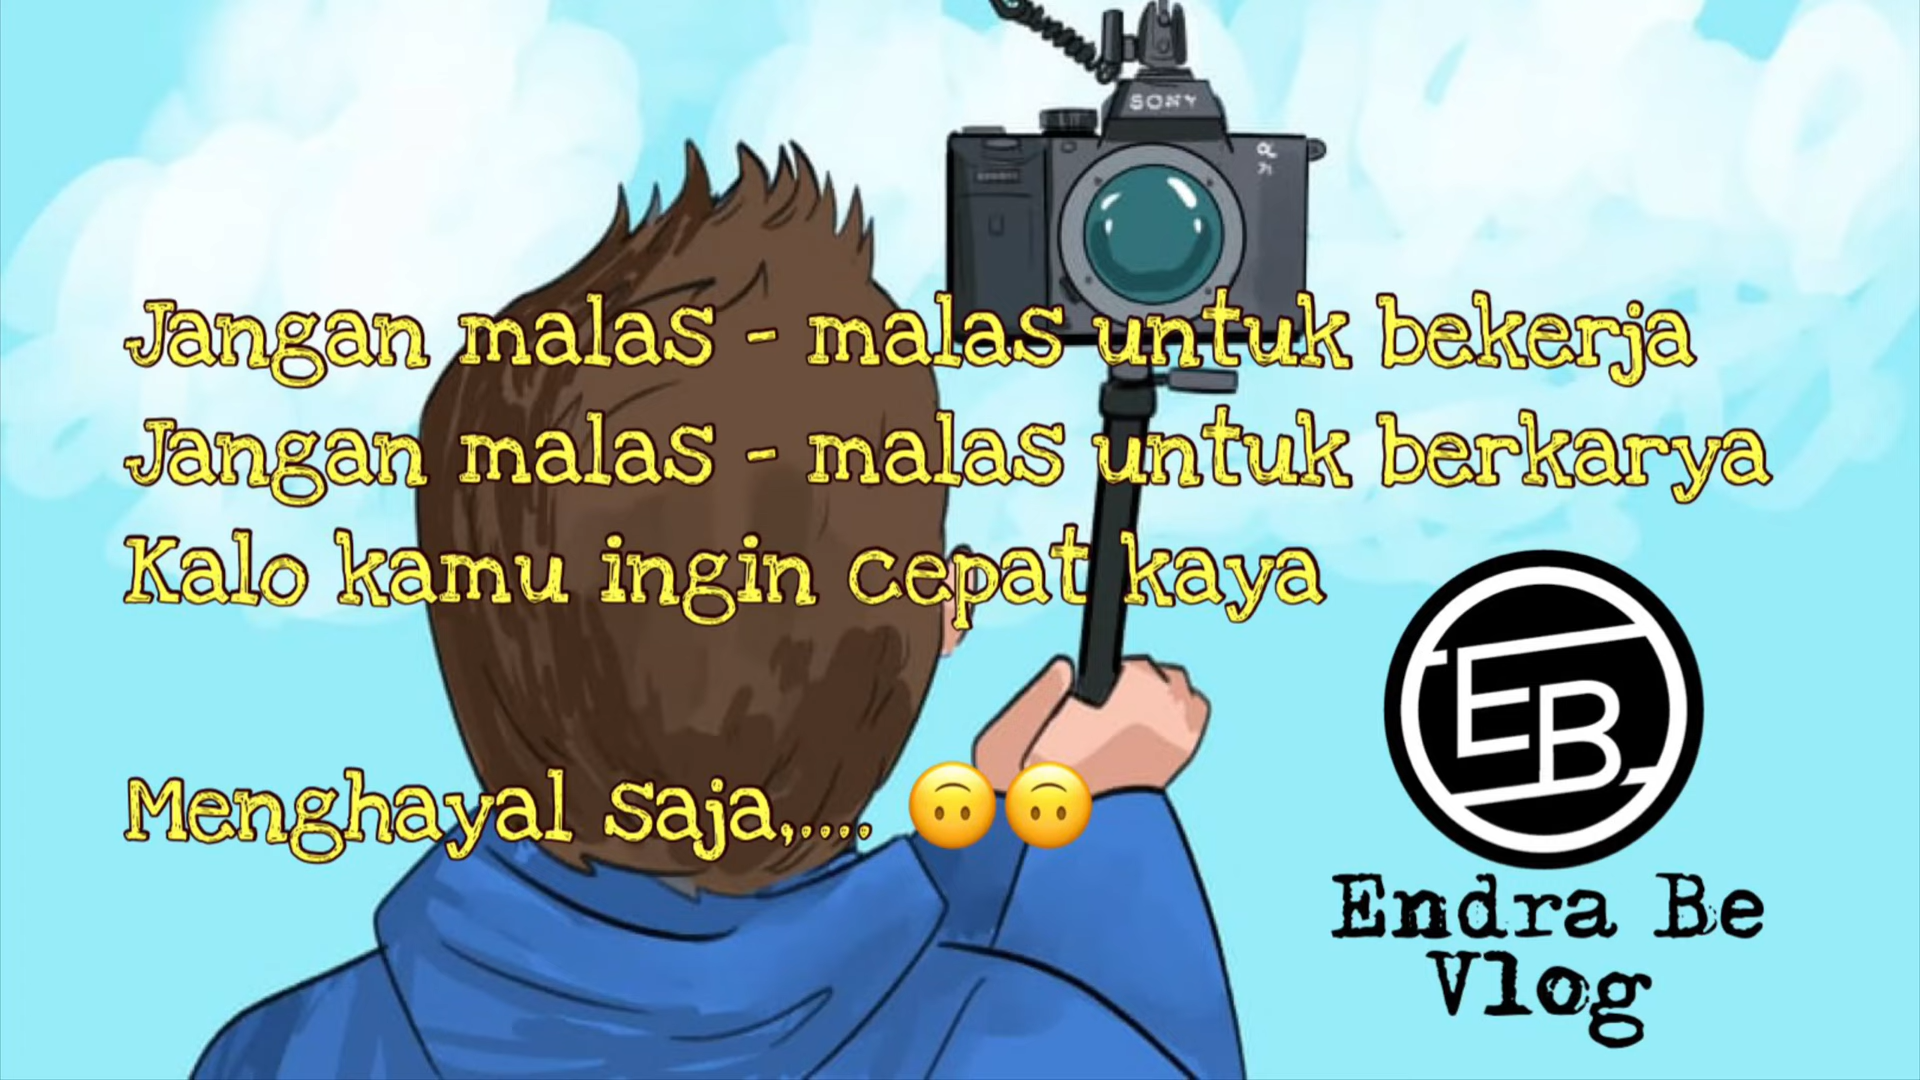 SONY
Jangan malas - malas untuk bekerja
Jangan malas - malas untuk berkarya
Kalo kamu ingin cepat kaya
Menghayal saja,.... 🙃🙃
EB
Endra Be
Vlog